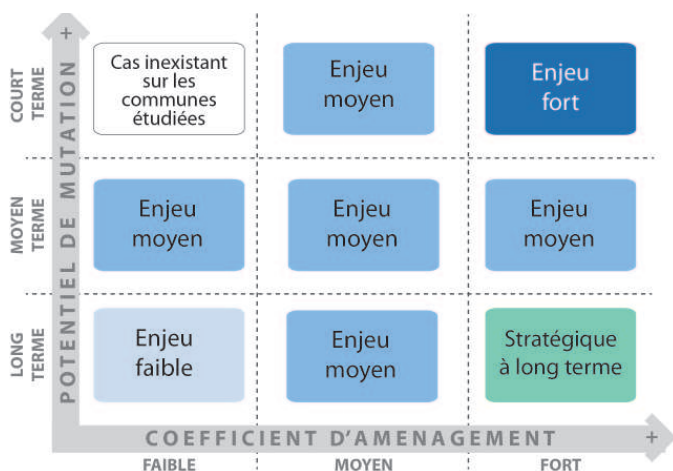 +
POTENTIEL DE MUTATION
COURT
TERME
Cas inexistant
sur les
communes
étudiées
Enjeu
moyen
Enjeu
fort
MOYEN
TERME
Enjeu
moyen
Enjeu
moyen
Enjeu
moyen
LONG
TERME
Enjeu
faible
Enjeu
moyen
Stratégique
à long terme
COEFFICIENT D'AMENAGEMENT
+
FAIBLE
MOYEN
FORT